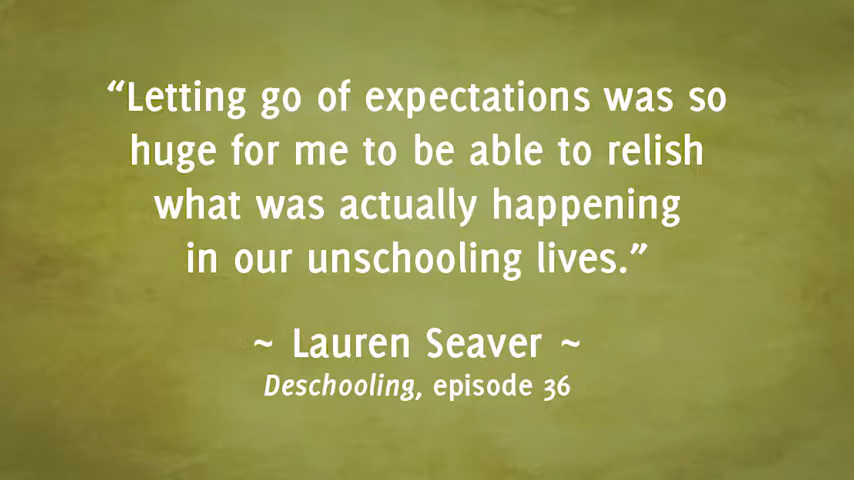 “Letting go of expectations was so
huge for me to be able to relish
what was actually happening
in our unschooling lives.”
~ Lauren Seaver ~
Deschooling, episode 36